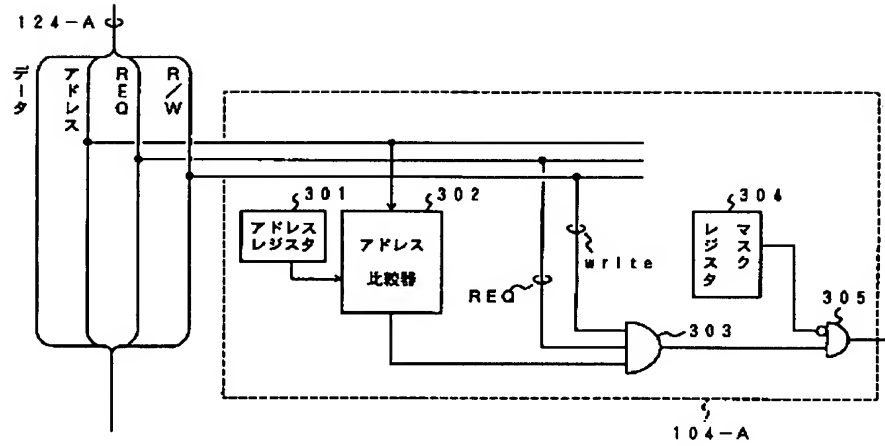 124-A
データ
アドレス
REQ
R/W
301
アドレス
レジスタ
302
アドレス
比較器
REQ
write
303
304
マスク
レジスタ
305
104-A